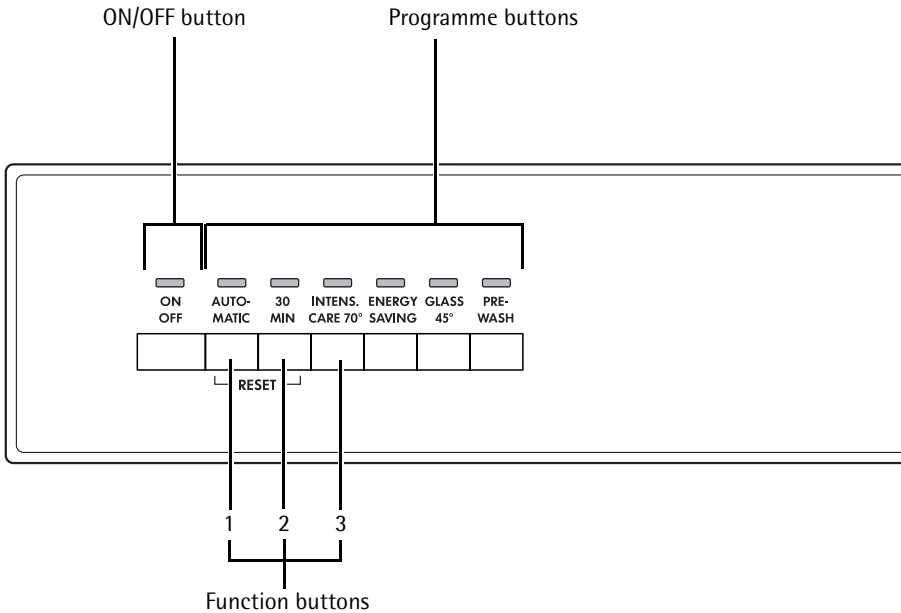 ON/OFF button
Programme buttons
ON
OFF
AUTO-
MATIC
30
MIN
INTENS.
CARE 70°
ENERGY
SAVING
GLASS
45°
PRE-
WASH
RESET
1
2
3
Function buttons